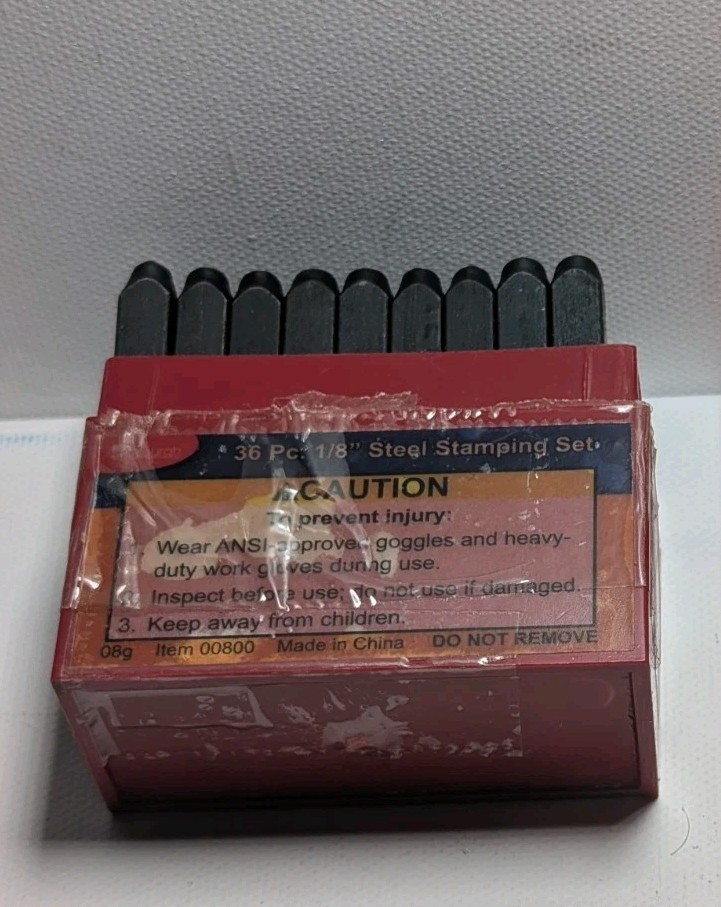 36 Pc. 1/8" Steel Stamping Set
⚠CAUTION
To prevent injury:
Wear ANSI-approved goggles and heavy-
duty work gloves during use.
2. Inspect before use; do not use if damaged.
3. Keep away from children.
08g Item 00800 Made in China DO NOT REMOVE